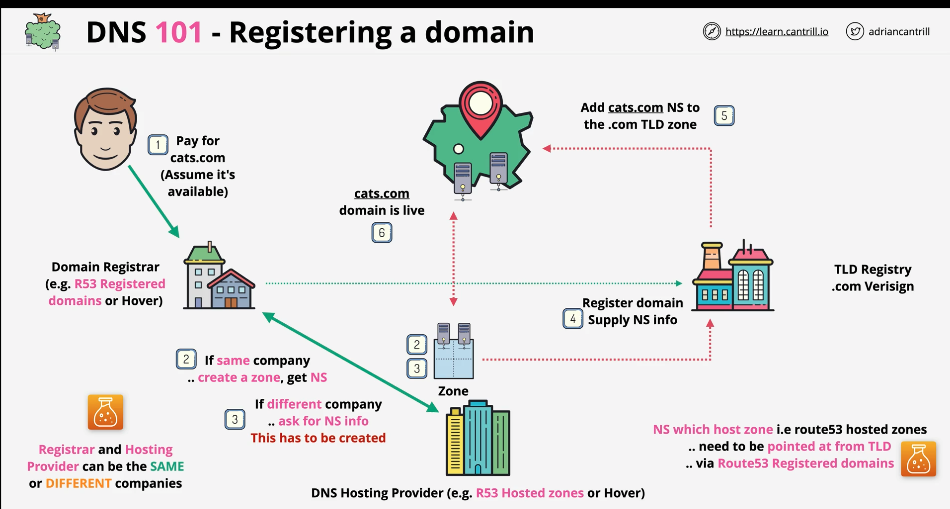 DNS 101 - Registering a domain
https://learn.cantrill.io
adriancantrill
1
Pay for
cats.com
(Assume it's
available)
Add cats.com NS to
the .com TLD zone
5
cats.com
domain is live
6
Domain Registrar
(e.g. R53 Registered
domains or Hover)
TLD Registry
.com Verisign
Register domain
4
Supply NS info
2
3
Zone
2
If same company
.. create a zone, get NS
3
If different company
.. ask for NS info
This has to be created
Registrar and Hosting
Provider can be the SAME
or DIFFERENT companies
NS which host zone i.e route53 hosted zones
.. need to be pointed at from TLD
.. via Route53 Registered domains
DNS Hosting Provider (e.g. R53 Hosted zones or Hover)